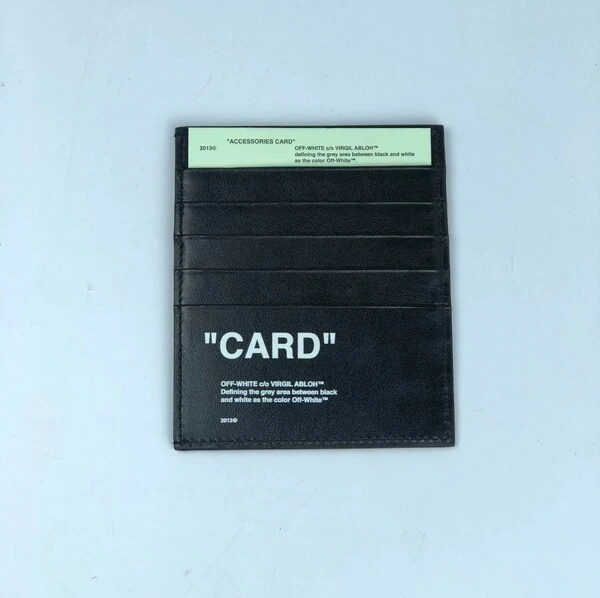 "ACCESSORIES CARD"
2013© OFF-WHITE c/o VIRGIL ABLOH™
defining the grey area between black and white
as the color Off-White™.
"CARD"
OFF-WHITE c/o VIRGIL ABLOH™
Defining the grey area between black
and white as the color Off-White™
2013©